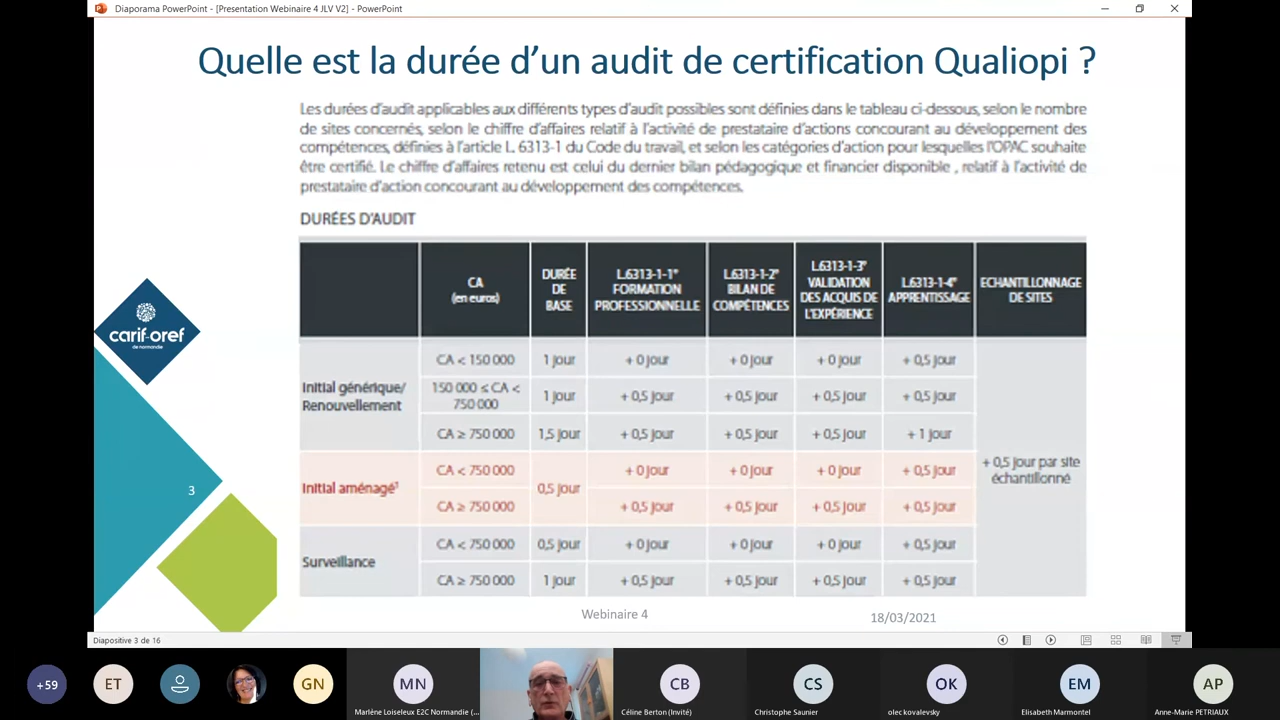 Diaporama PowerPoint - [Presentation Webinaire 4 JLV V2] - PowerPoint
Quelle est la durée d'un audit de certification Qualiopi ?
Les durées d'audit applicables aux différents types d'audit possibles sont définies dans le tableau ci-dessous, selon le nombre
de sites concernés, selon le chiffre d'affaires relatif à l'activité de prestataire d'actions concourant au développement des
compétences, définies à l'article L. 6313-1 du Code du travail, et selon les catégories d'action pour lesquelles l'OPAC souhaite
être certifié. Le chiffre d'affaires retenu est celui du dernier bilan pédagogique et financier disponible , relatif à l'activité de
prestataire d'action concourant au développement des compétences.
DURÉES D'AUDIT
CA
(en euros)
DURÉE
DE
BASE
L.6313-1-1°
FORMATION
PROFESSIONNELLE
L.6313-1-2°
BILAN DE
COMPÉTENCES
L.6313-1-3°
VALIDATION
DES ACQUIS DE
L'EXPÉRIENCE
L.6313-1-4°
APPRENTISSAGE
ECHANTILLONNAGE
DE SITES
Initial générique/
Renouvellement
CA < 150 000 1 jour + 0 jour + 0 jour + 0 jour + 0,5 jour
150 000 ≤ CA <
750 000
1 jour + 0,5 jour + 0,5 jour + 0,5 jour + 0,5 jour
CA ≥ 750 000 1,5 jour + 0,5 jour + 0,5 jour + 0,5 jour + 1 jour
Initial aménagé¹
CA < 750 000 0,5 jour + 0 jour + 0 jour + 0 jour + 0,5 jour
CA ≥ 750 000 + 0,5 jour + 0,5 jour + 0,5 jour + 0,5 jour
Surveillance
CA < 750 000 0,5 jour + 0 jour + 0 jour + 0 jour + 0,5 jour
CA ≥ 750 000 1 jour + 0,5 jour + 0,5 jour + 0,5 jour + 0,5 jour
+ 0,5 jour par site
échantillonné
carif-oref
de normandie
3
Webinaire 4
18/03/2021
Diapositive 3 de 16
+59
ET
GN
MN
CB
CS
OK
EM
AP
Marlène Loiseleux E2C Normandie (...
Céline Berton (Invité)
Christophe Saunier
olec kovalevsky
Elisabeth Marmontel
Anne-Marie PETRIAUX